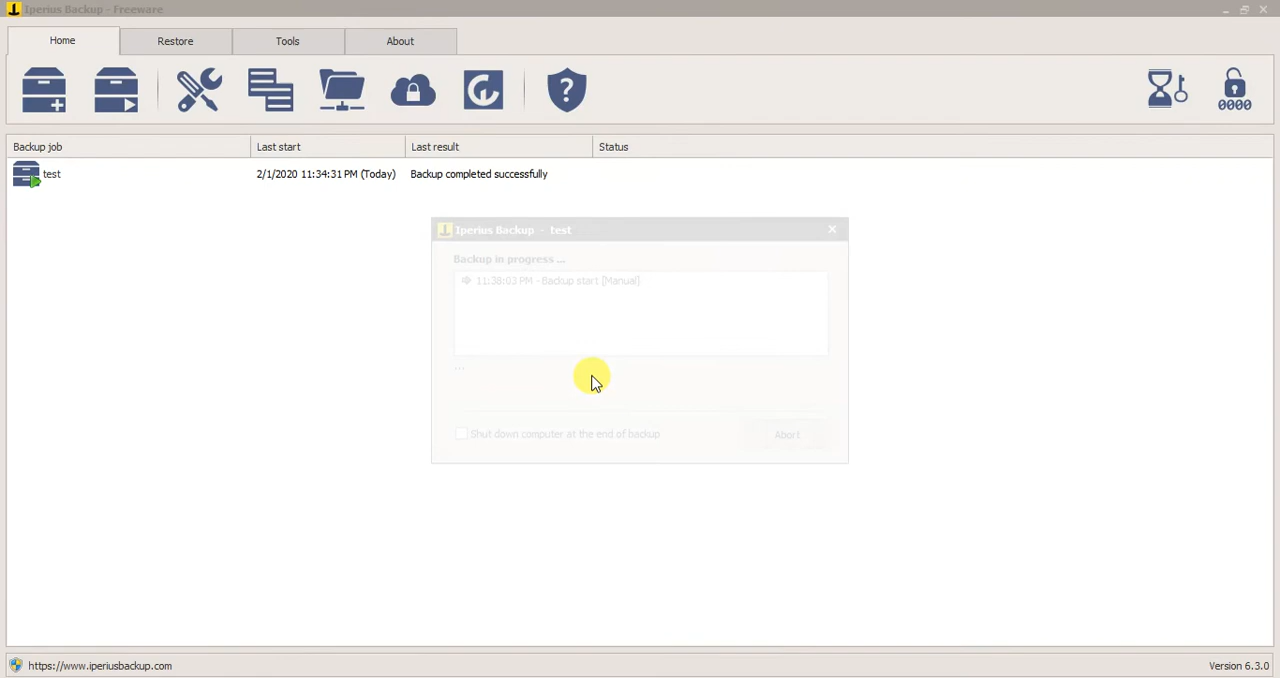 Iperius Backup - Freeware
Home Restore Tools About
0000
Backup job Last start Last result Status
test 2/1/2020 11:34:31 PM (Today) Backup completed successfully
Iperius Backup - test
Backup in progress ...
11:38:03 PM - Backup start [Manual]
...
Shut down computer at the end of backup Abort
https://www.iperiusbackup.com Version 6.3.0